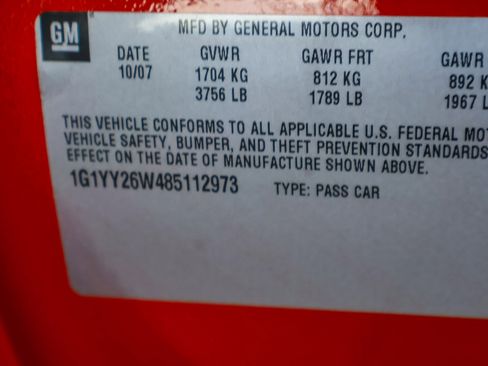 GM
MFD BY GENERAL MOTORS CORP.
DATE GVWR GAWR FRT GAWR
10/07 1704 KG 812 KG 892 K
3756 LB 1789 LB 1967 L
THIS VEHICLE CONFORMS TO ALL APPLICABLE U.S. FEDERAL MOT
VEHICLE SAFETY, BUMPER, AND THEFT PREVENTION STANDARDS
EFFECT ON THE DATE OF MANUFACTURE SHOWN ABOVE.
1G1YY26W485112973 TYPE: PASS CAR